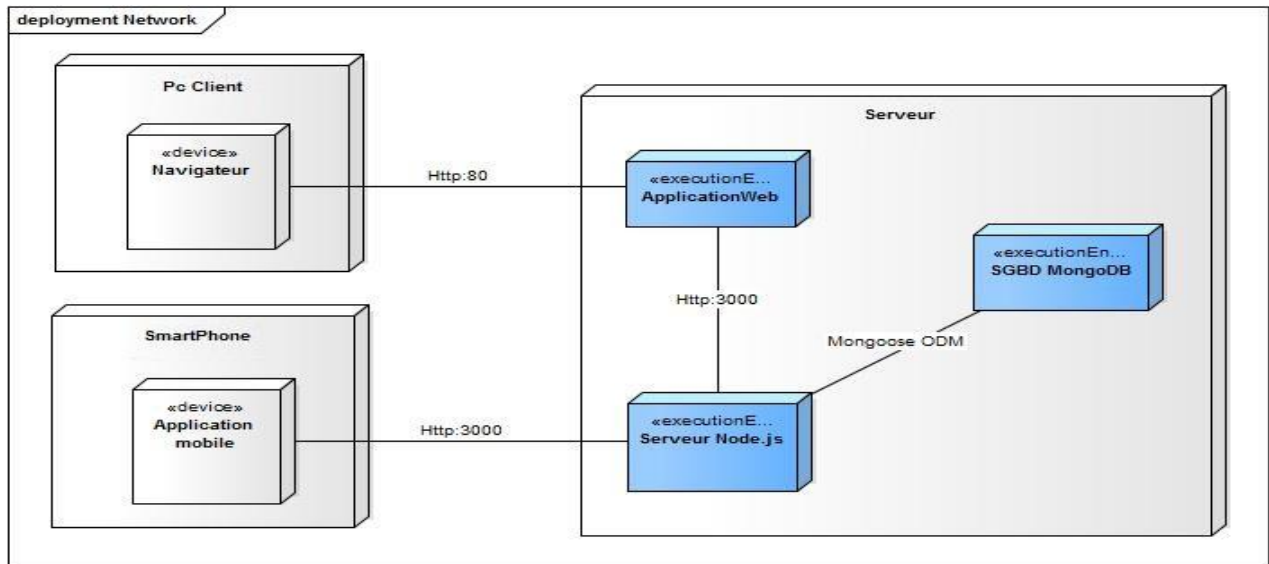 deployment Network
Pc Client
«device»
Navigateur
Http:80
Serveur
«executionE...
ApplicationWeb
«executionEn...
SGBD MongoDB
Http:3000
Mongoose ODM
SmartPhone
«device»
Application
mobile
Http:3000
«executionE...
Serveur Node.js